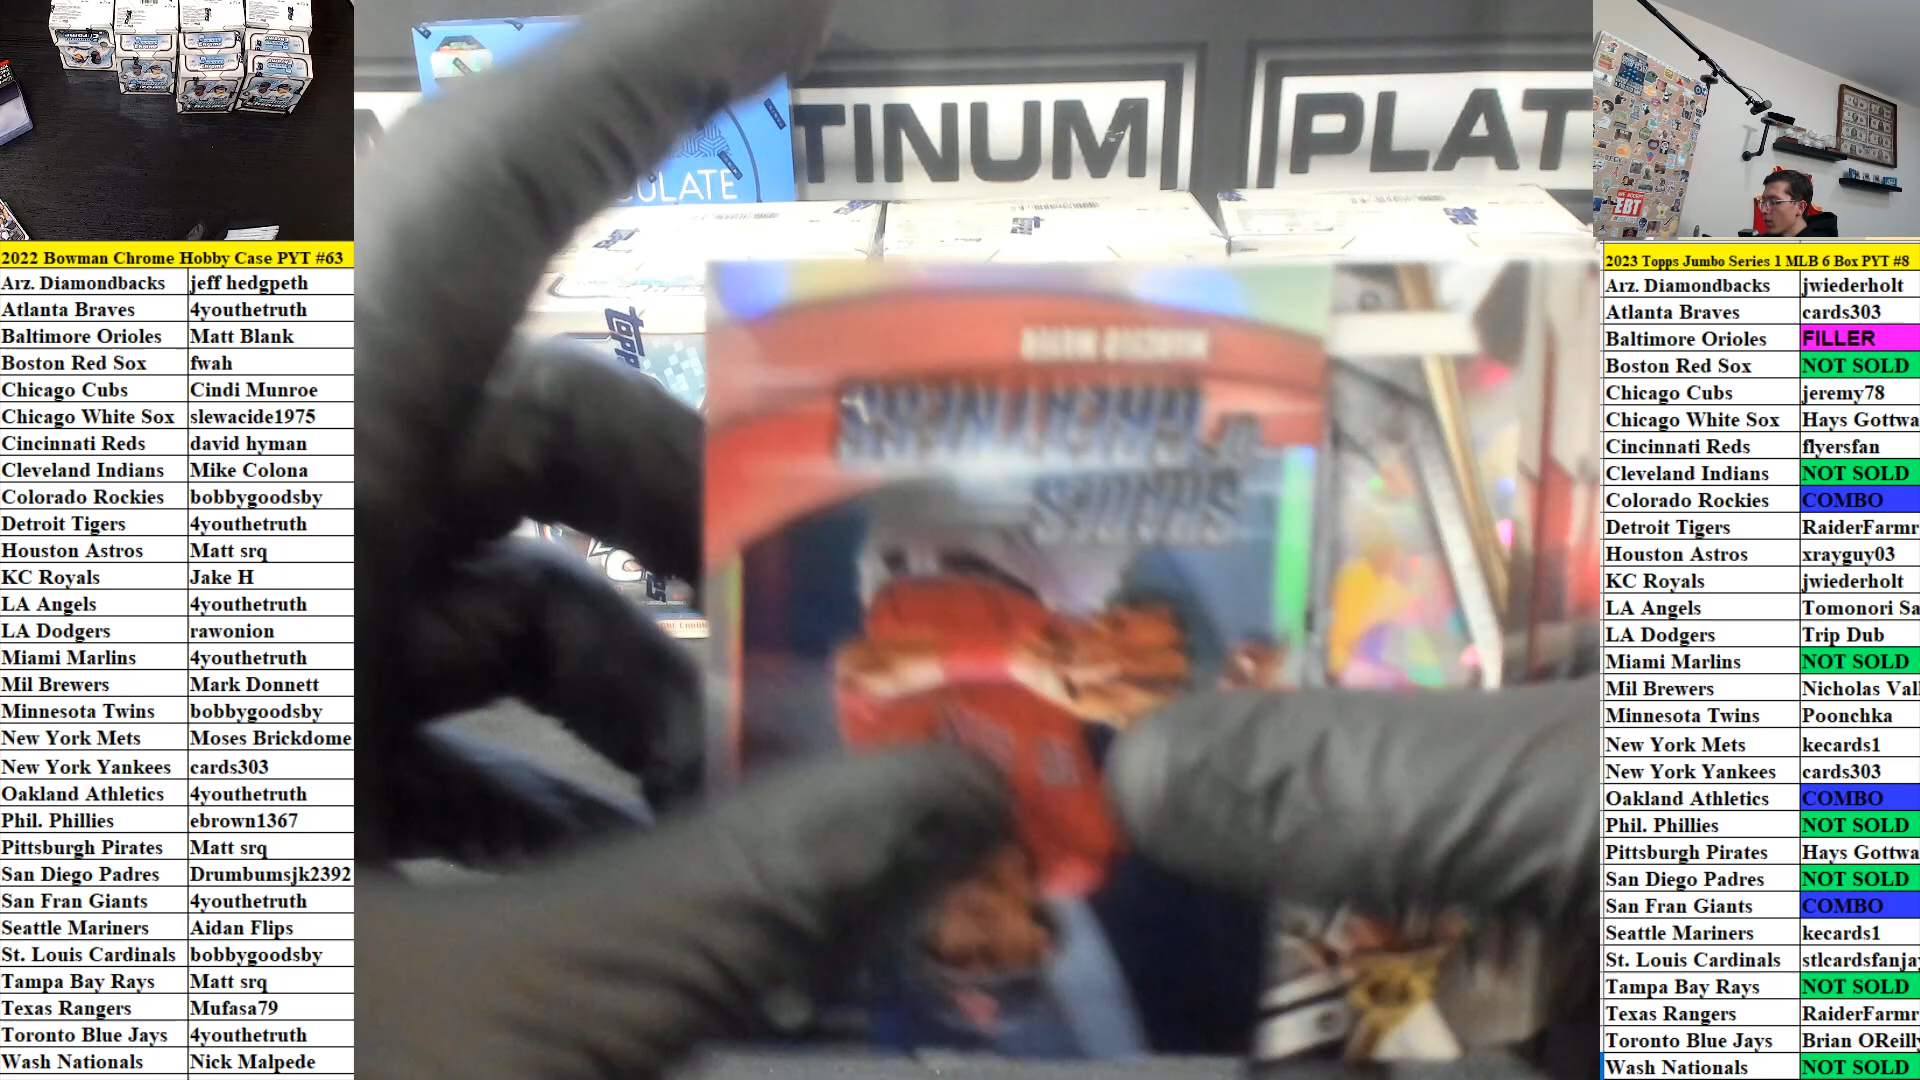 TINUM
PLAT
ULATE
2022 Bowman Chrome Hobby Case PYT #63
Arz. Diamondbacks jeff hedgpeth
Atlanta Braves 4youthetruth
Baltimore Orioles Matt Blank
Boston Red Sox fwah
Chicago Cubs Cindi Munroe
Chicago White Sox slewacide1975
Cincinnati Reds david hyman
Cleveland Indians Mike Colona
Colorado Rockies bobbygoodsby
Detroit Tigers 4youthetruth
Houston Astros Matt srq
KC Royals Jake H
LA Angels 4youthetruth
LA Dodgers rawonion
Miami Marlins 4youthetruth
Mil Brewers Mark Donnett
Minnesota Twins bobbygoodsby
New York Mets Moses Brickdome
New York Yankees cards303
Oakland Athletics 4youthetruth
Phil. Phillies ebrown1367
Pittsburgh Pirates Matt srq
San Diego Padres Drumbumsjk2392
San Fran Giants 4youthetruth
Seattle Mariners Aidan Flips
St. Louis Cardinals bobbygoodsby
Tampa Bay Rays Matt srq
Texas Rangers Mufasa79
Toronto Blue Jays 4youthetruth
Wash Nationals Nick Malpede
2023 Topps Jumbo Series 1 MLB 6 Box PYT #8
Arz. Diamondbacks jwiederholt
Atlanta Braves cards303
Baltimore Orioles FILLER
Boston Red Sox NOT SOLD
Chicago Cubs jeremy78
Chicago White Sox Hays Gottwa
Cincinnati Reds flyersfan
Cleveland Indians NOT SOLD
Colorado Rockies COMBO
Detroit Tigers RaiderFarmr
Houston Astros xrayguy03
KC Royals jwiederholt
LA Angels Tomonori Sa
LA Dodgers Trip Dub
Miami Marlins NOT SOLD
Mil Brewers Nicholas Val
Minnesota Twins Poonchka
New York Mets kecards1
New York Yankees cards303
Oakland Athletics COMBO
Phil. Phillies NOT SOLD
Pittsburgh Pirates Hays Gottwa
San Diego Padres NOT SOLD
San Fran Giants COMBO
Seattle Mariners kecards1
St. Louis Cardinals stlcardsfanja
Tampa Bay Rays NOT SOLD
Texas Rangers RaiderFarmr
Toronto Blue Jays Brian OReilly
Wash Nationals NOT SOLD
topps
topps
topps
topps
EBT